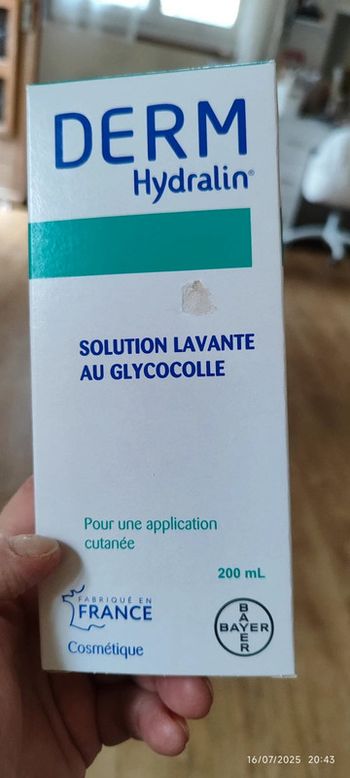 DERM
Hydralin®
SOLUTION LAVANTE
AU GLYCOCOLLE
Pour une application
cutanée
200 mL
FABRIQUÉ EN
FRANCE
Cosmétique
BAYER
BAYER
16/07/2025 20:43